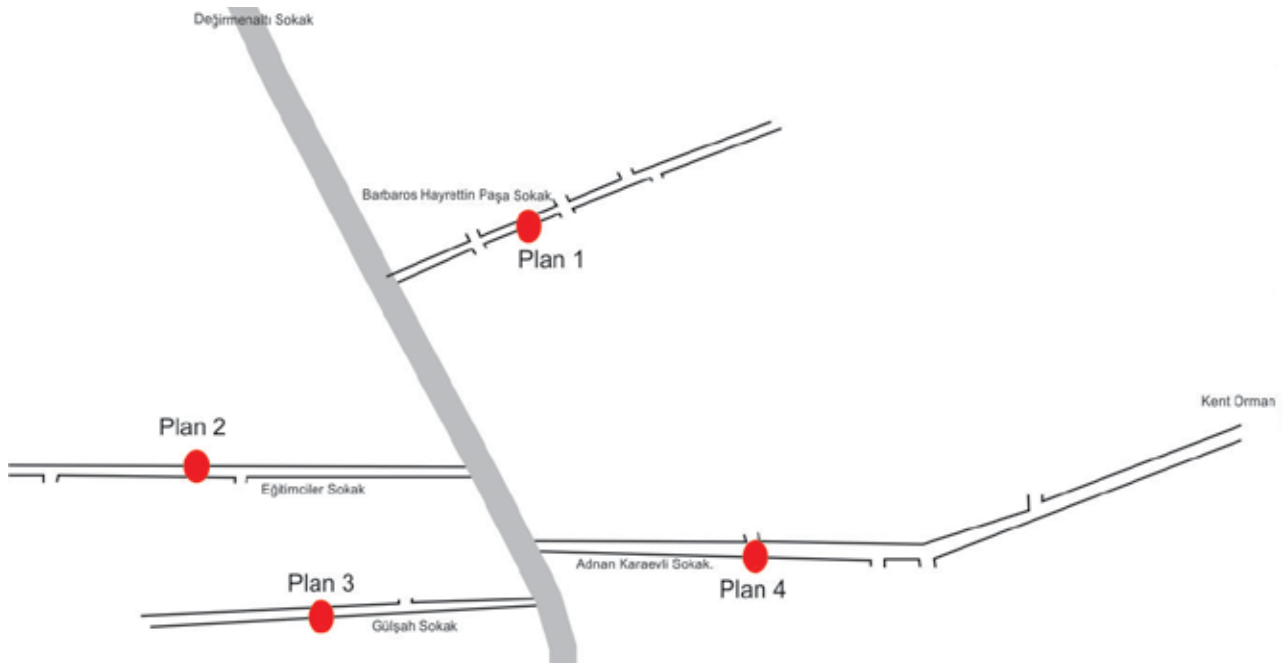 Değirmenaltı Sokak
Barbaros Hayrettin Paşa Sokak.
Plan 1
Kent Orman
Plan 2
Eğitimciler Sokak
Adnan Karaevli Sokak.
Plan 3
Plan 4
Gülşah Sokak